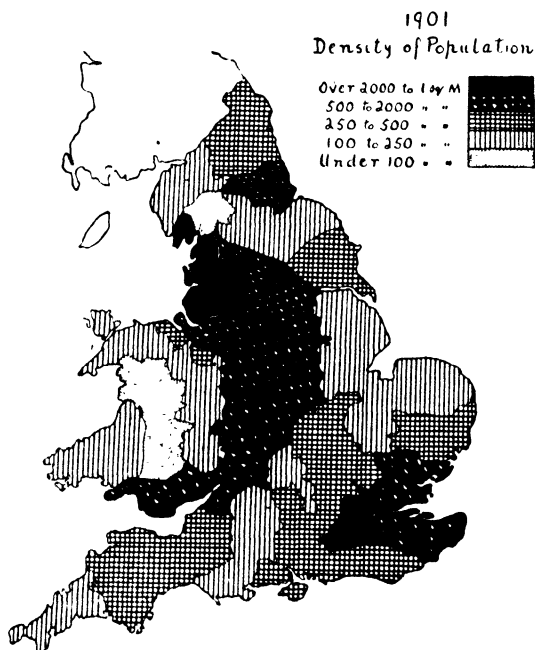 1901
Density of Population
Over 2000 to 1 sq M
500 to 2000 " "
250 to 500 " "
100 to 250 " "
Under 100 " "